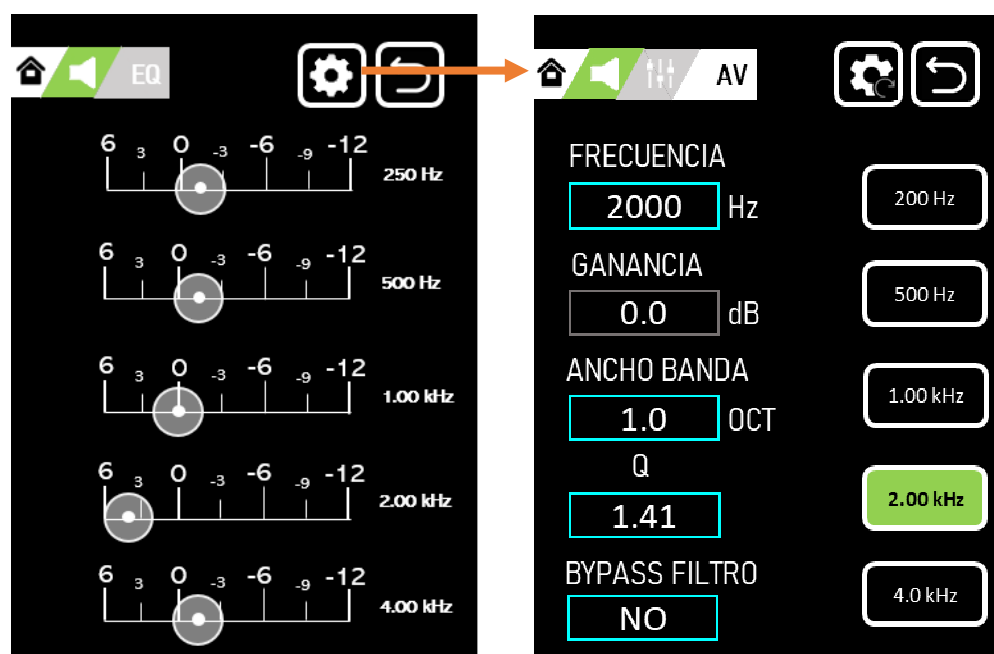 EQ
6 3 0 -3 -6 -9 -12
250 Hz
6 3 0 -3 -6 -9 -12
500 Hz
6 3 0 -3 -6 -9 -12
1.00 kHz
6 3 0 -3 -6 -9 -12
2.00 kHz
6 3 0 -3 -6 -9 -12
4.00 kHz
AV
FRECUENCIA
2000 Hz
GANANCIA
0.0 dB
ANCHO BANDA
1.0 OCT
Q
1.41
BYPASS FILTRO
NO
200 Hz
500 Hz
1.00 kHz
2.00 kHz
4.0 kHz